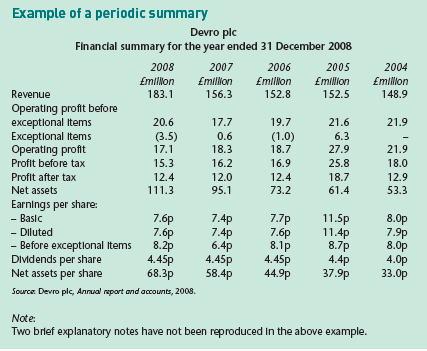 Example of a periodic summary
Devro plc
Financial summary for the year ended 31 December 2008
2008 2007 2006 2005 2004
£million £million £million £million £million
Revenue 183.1 156.3 152.8 152.5 148.9
Operating profit before
exceptional items 20.6 17.7 19.7 21.6 21.9
Exceptional items (3.5) 0.6 (1.0) 6.3 –
Operating profit 17.1 18.3 18.7 27.9 21.9
Profit before tax 15.3 16.2 16.9 25.8 18.0
Profit after tax 12.4 12.0 12.4 18.7 12.9
Net assets 111.3 95.1 73.2 61.4 53.3
Earnings per share:
– Basic 7.6p 7.4p 7.7p 11.5p 8.0p
– Diluted 7.6p 7.4p 7.6p 11.4p 7.9p
– Before exceptional items 8.2p 6.4p 8.1p 8.7p 8.0p
Dividends per share 4.45p 4.45p 4.45p 4.4p 4.0p
Net assets per share 68.3p 58.4p 44.9p 37.9p 33.0p
Source: Devro plc, Annual report and accounts, 2008.
Note:
Two brief explanatory notes have not been reproduced in the above example.